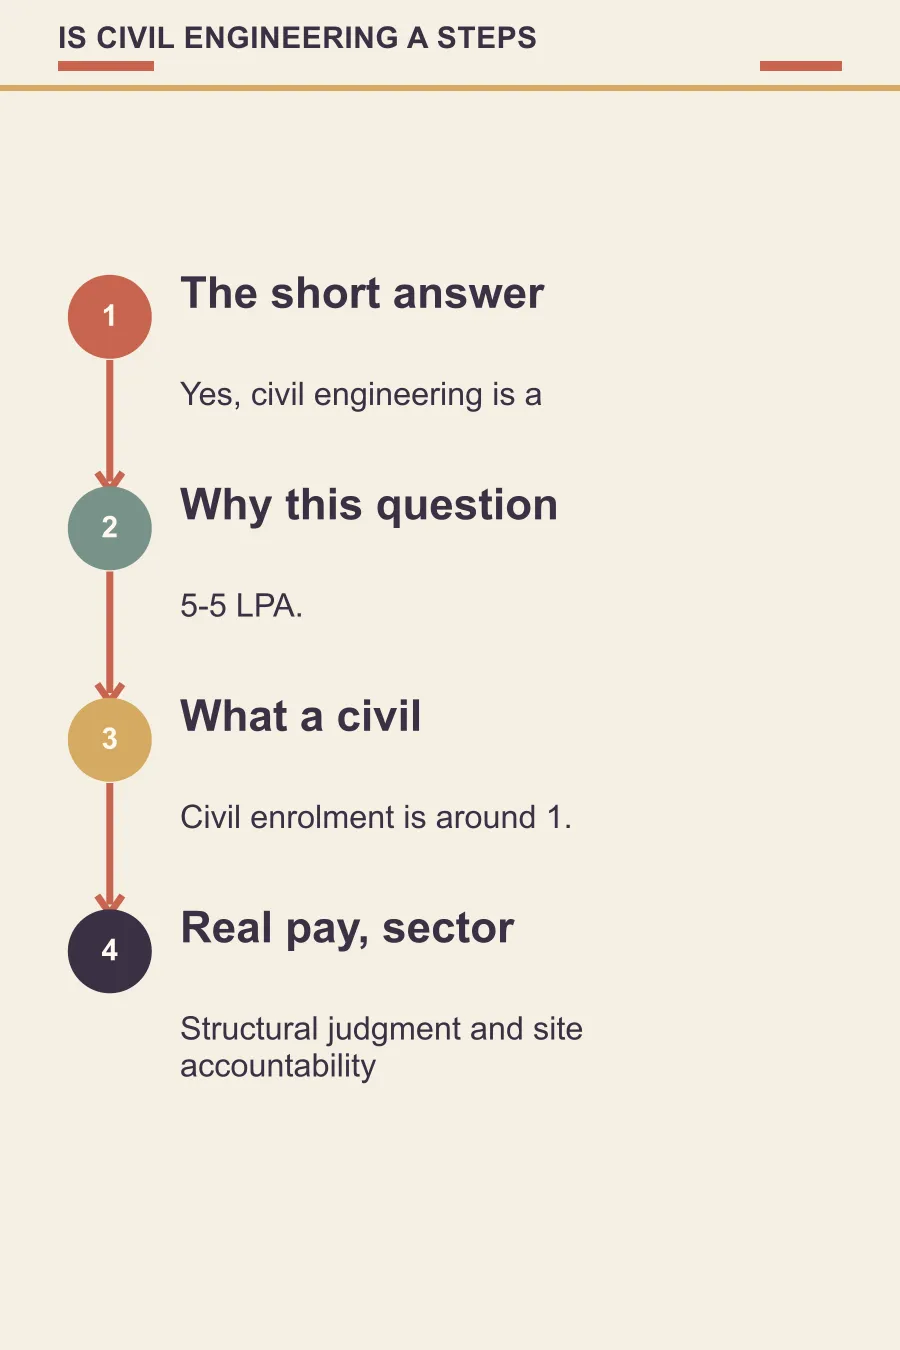 IS CIVIL ENGINEERING A STEPS
1
The short answer
Yes, civil engineering is a
2
Why this question
5-5 LPA.
3
What a civil
Civil enrolment is around 1.
4
Real pay, sector
Structural judgment and site
accountability